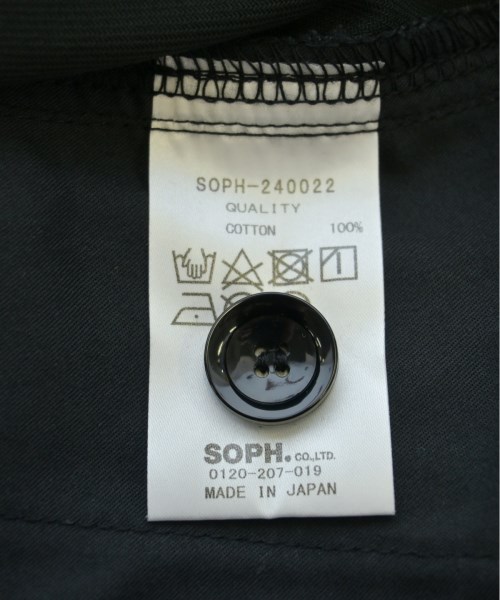 SOPH-240022
QUALITY
COTTON 100%
SOPH. CO.,LTD.
0120-207-019
MADE IN JAPAN